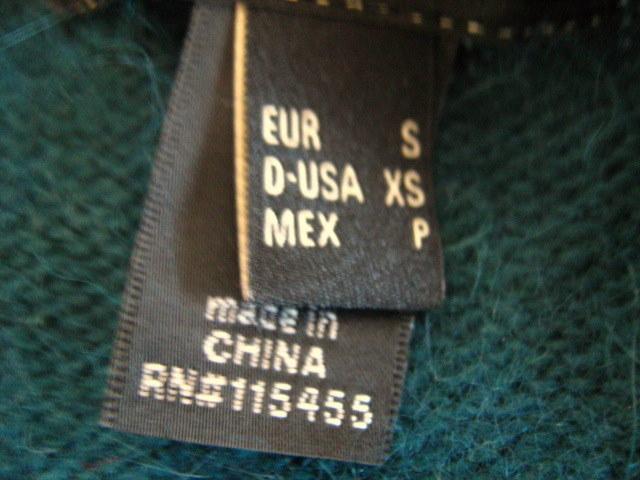 EUR S
D-USA XS
MEX P
made in
CHINA
RN#115455